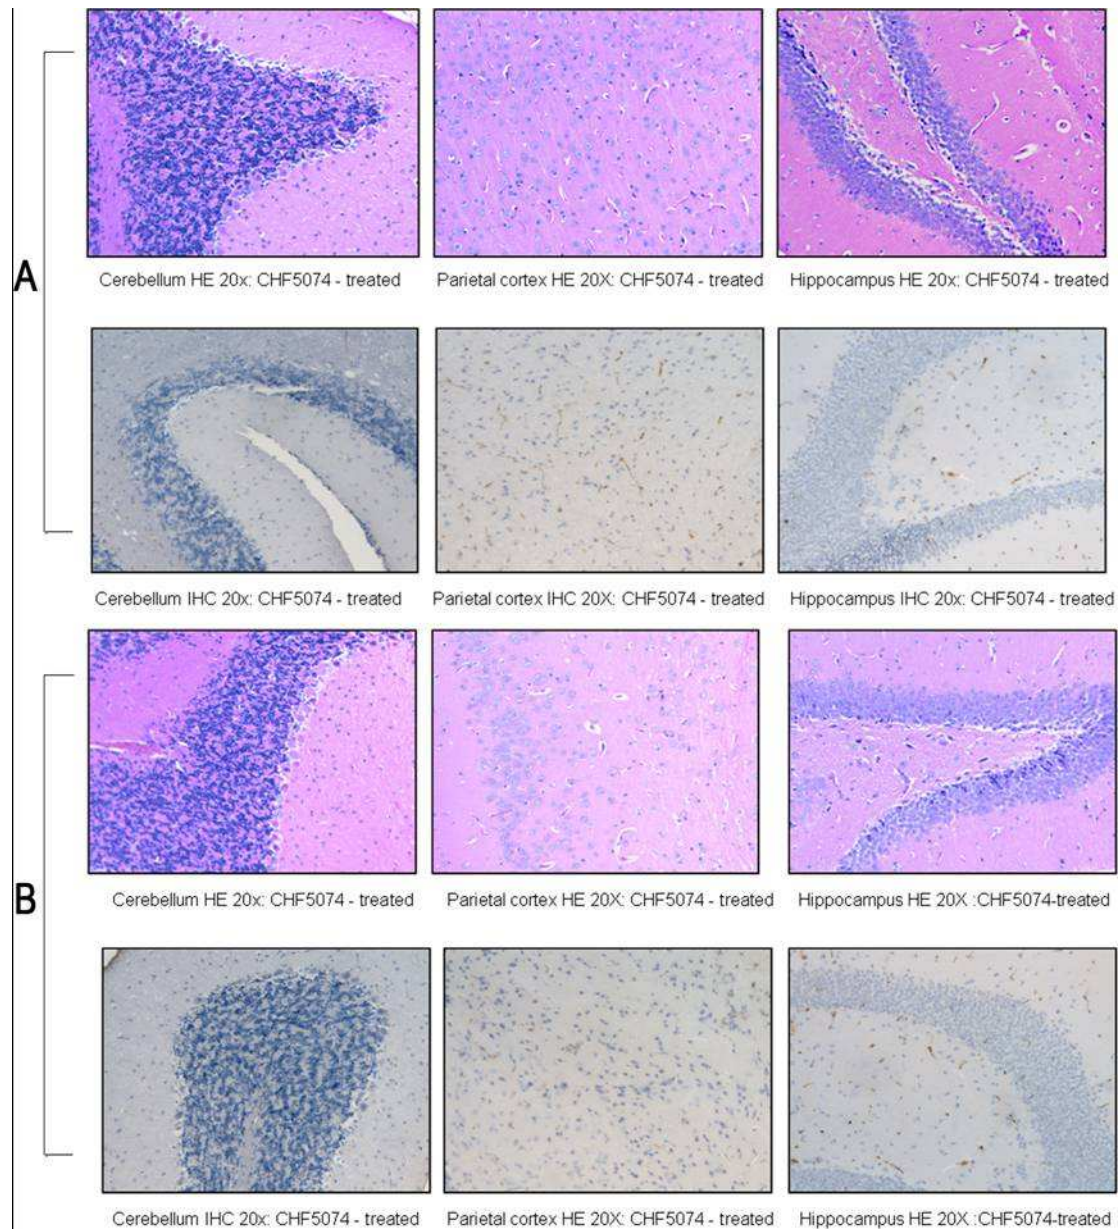 A
Cerebellum HE 20x: CHF5074 - treated
Parietal cortex HE 20X: CHF5074 - treated
Hippocampus HE 20x: CHF5074 - treated
Cerebellum IHC 20x: CHF5074 - treated
Parietal cortex IHC 20X: CHF5074 - treated
Hippocampus IHC 20x: CHF5074 - treated
B
Cerebellum HE 20x: CHF5074 - treated
Parietal cortex HE 20X: CHF5074 - treated
Hippocampus HE 20X :CHF5074-treated
Cerebellum IHC 20x: CHF5074 - treated
Parietal cortex HE 20X: CHF5074 - treated
Hippocampus HE 20X :CHF5074-treated